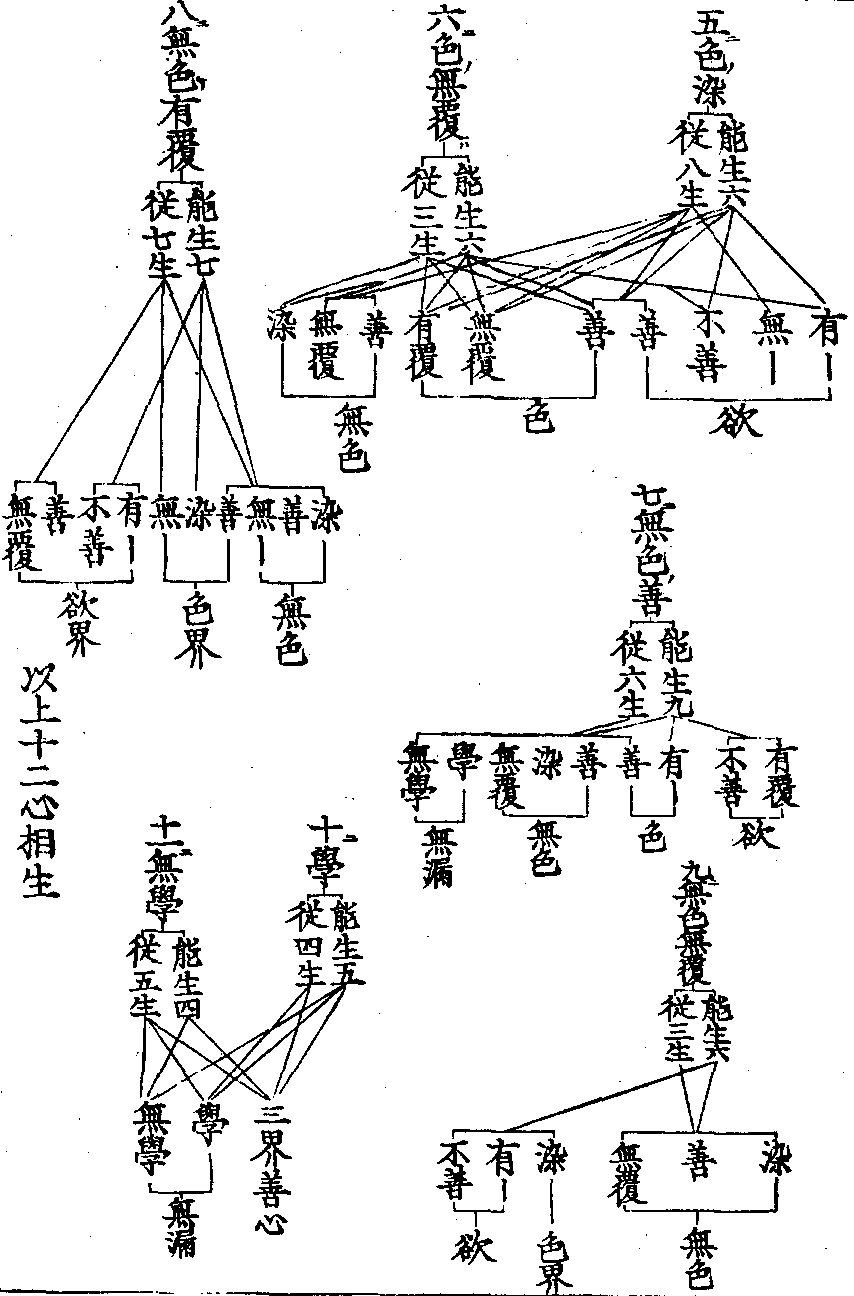 五色染
能生六
從八生
有
無
不善
善
欲
善
無覆
有覆
色
善
無覆
染
無色
六色無覆
能生六
從三生
八無色有覆
能生七
從七生
染
善
無
無色
善
染
無
色界
有
不善
善
無覆
欲界
七無色善
能生九
從六生
有覆
不善
欲
有
善
色
善
染
無覆
無色
學
無學
無漏
九無色無覆
能生六
從三生
染
善
無覆
無色
染
色界
有
不善
欲
十學
能生五
從四生
十一無學
能生四
從五生
三界善心
學
無學
無漏
以上十二心相生